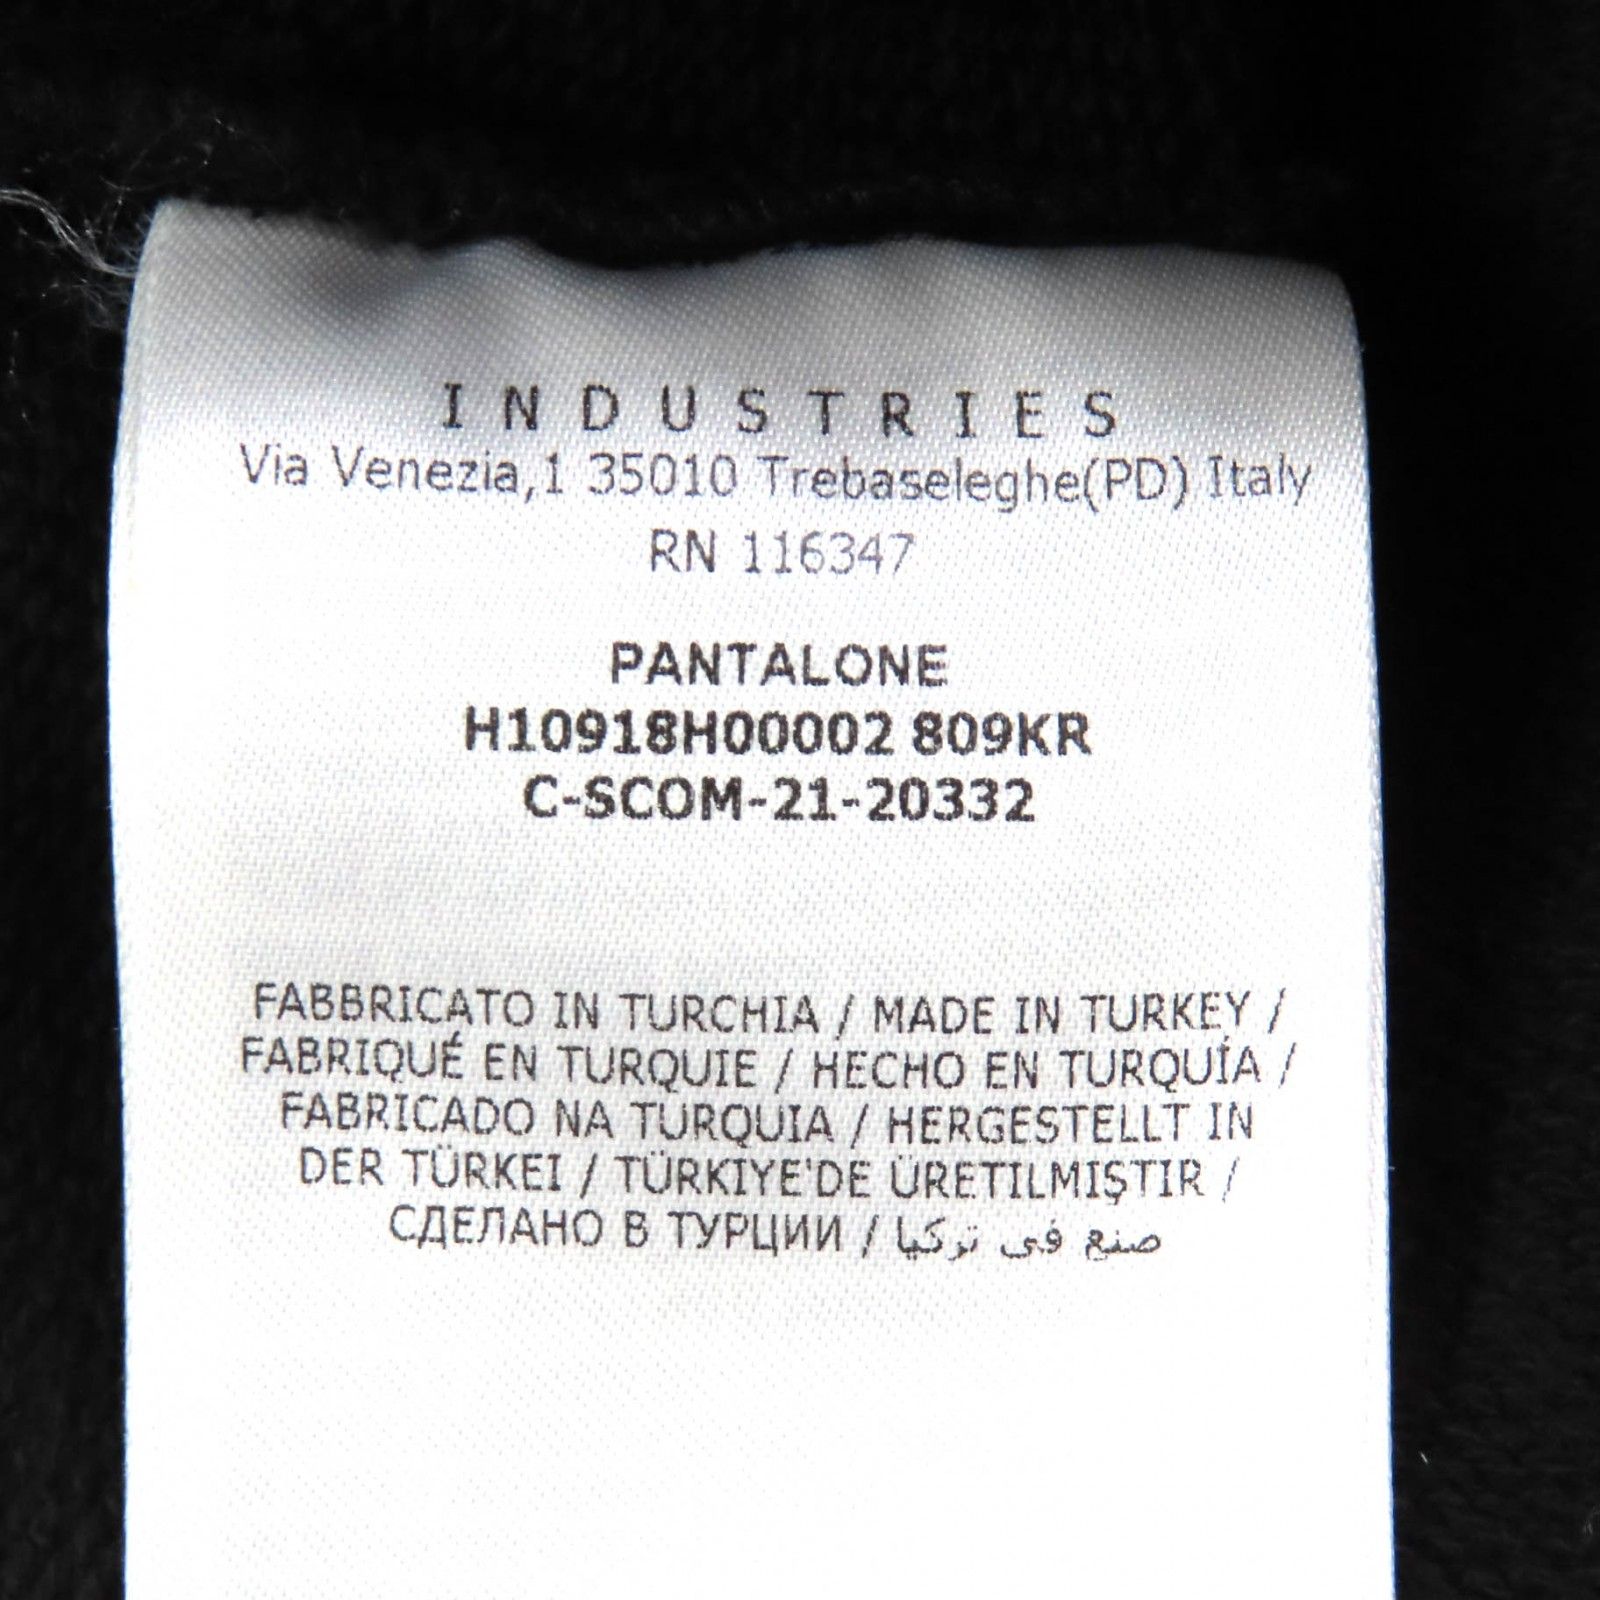 INDUSTRIES
Via Venezia,1 35010 Trebaseleghe(PD) Italy
RN 116347
PANTALONE
H10918H00002 809KR
C-SCOM-21-20332
FABBRICATO IN TURCHIA / MADE IN TURKEY /
FABRIQUÉ EN TURQUIE / HECHO EN TURQUÍA /
FABRICADO NA TURQUIA / HERGESTELLT IN
DER TÜRKEI / TÜRKIYE'DE ÜRETILMIŞTIR /
СДЕЛАНО В ТУРЦИИ / صنع في تركيا